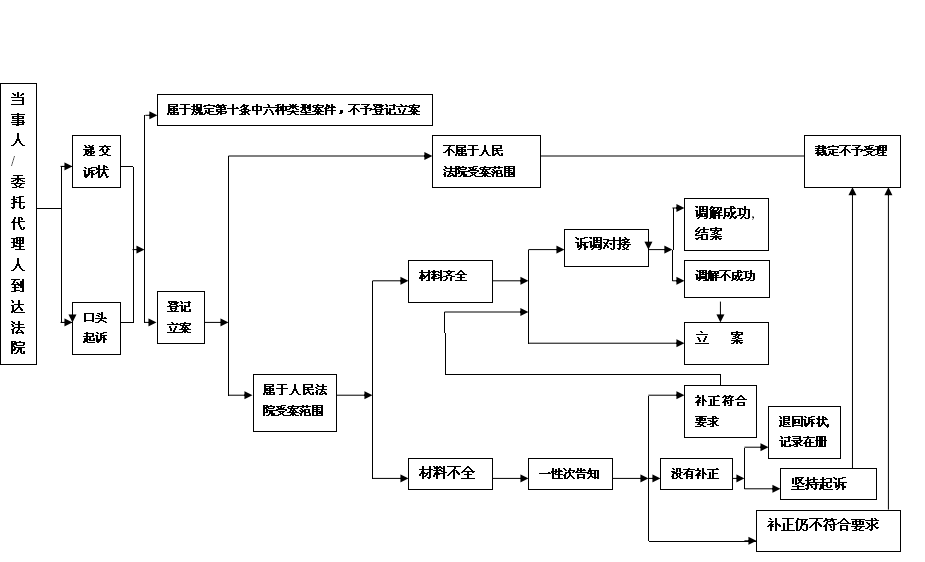 当事人/委托代理人到达法院
递交
诉状
口头
起诉
属于规定第十条中六种类型案件，不予登记立案
登记
立案
不属于人民
法院受案范围
裁定不予受理
属于人民法
院受案范围
材料齐全
诉调对接
调解成功，
结案
调解不成功
立 案
材料不全
一性次告知
补正符合
要求
没有补正
退回诉状，
记录在册
坚持起诉
补正仍不符合要求